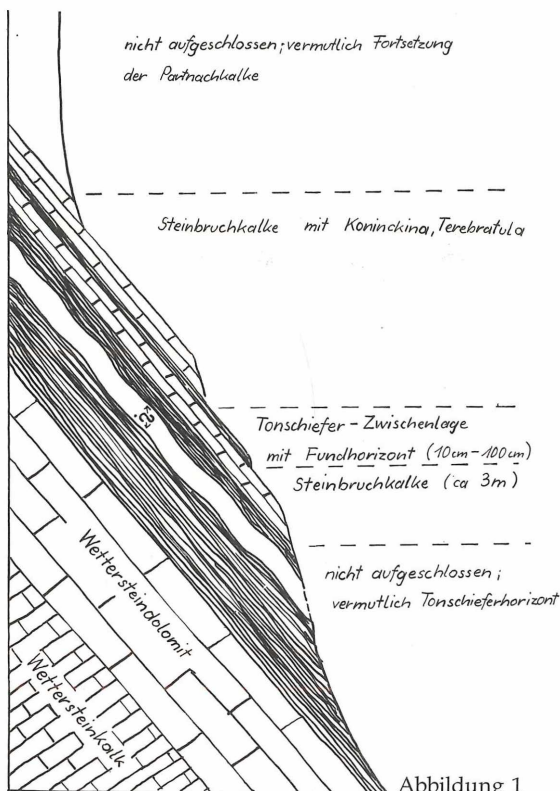 nicht aufgeschlossen; vermutlich Fortsetzung
der Partnachkalke
Steinbruchkalke mit Koninckina, Terebratula
Tonschiefer - Zwischenlage
mit Fundhorizont (10cm-100cm)
Steinbruchkalke (ca 3m)
nicht aufgeschlossen;
vermutlich Tonschieferhorizont
?
Wettersteindolomit
Wettersteinkalk
Abbildung 1